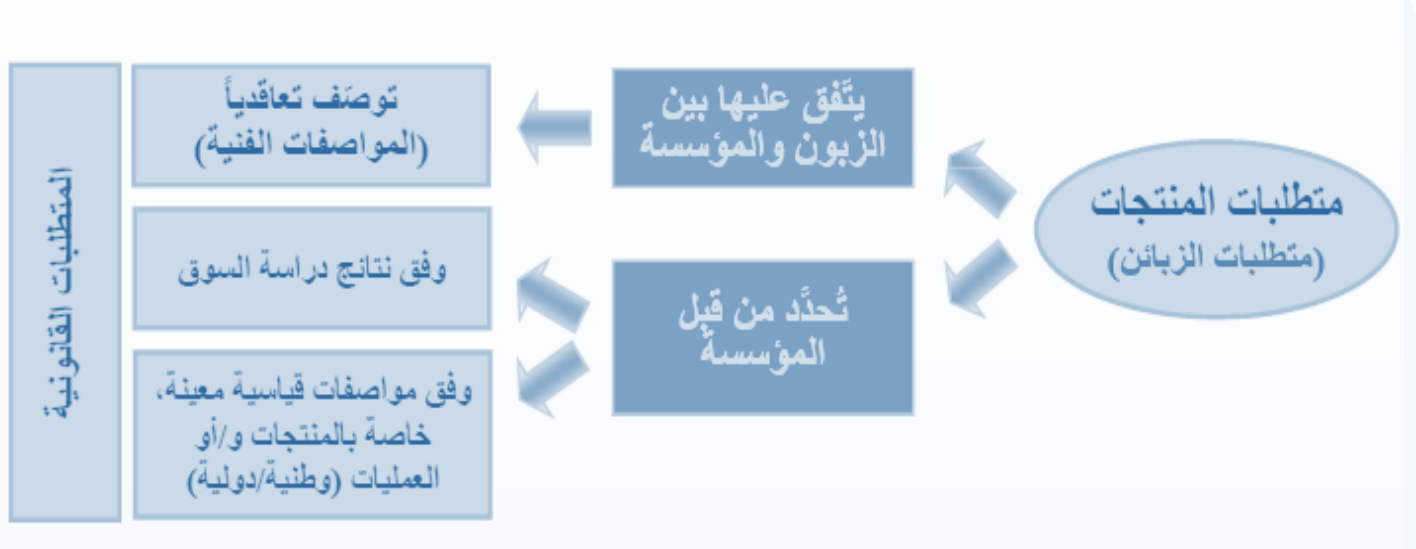 متطلبات المنتجات
(متطلبات الزبائن)
يتَّفق عليها بين
الزبون والمؤسسة
توصَف تعاقدياً
(المواصفات الفنية)
تُحدَّد من قبل
المؤسسة
وفق نتائج دراسة السوق
وفق مواصفات قياسية معينة،
خاصة بالمنتجات و/أو
العمليات (وطنية/دولية)
المتطلبات القانونية